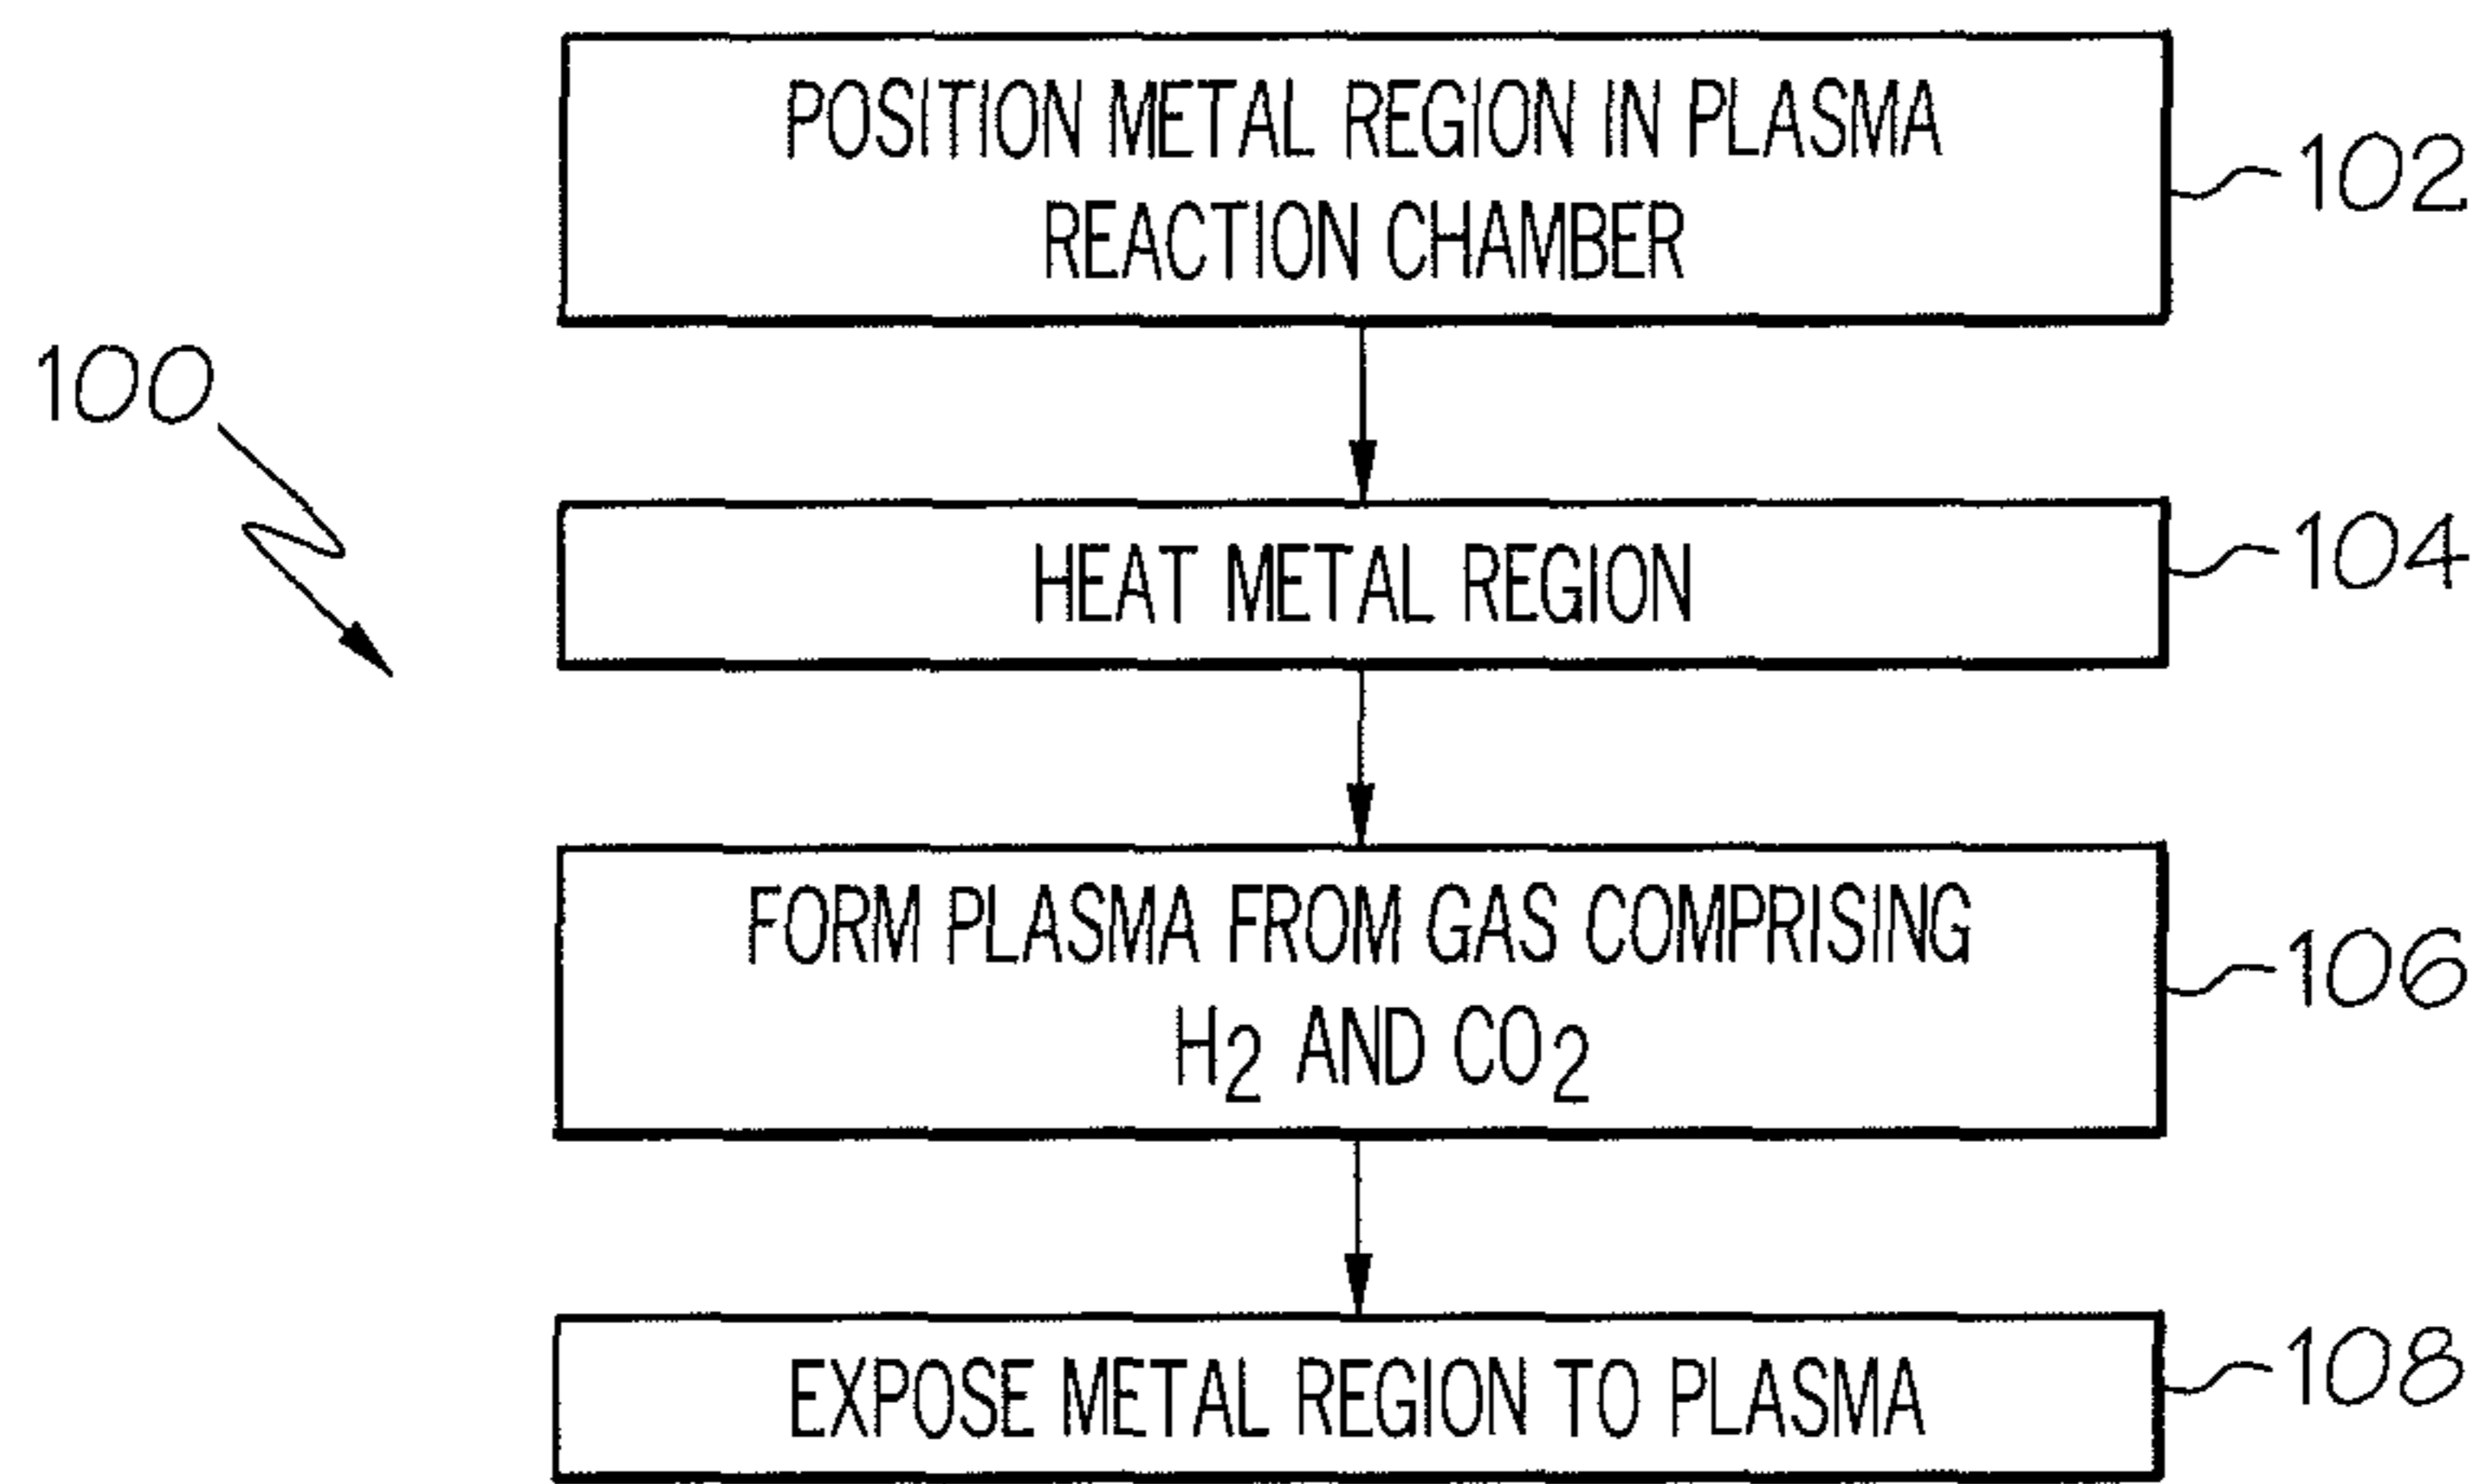 POSITION METAL REGION IN PLASMA
REACTION CHAMBER
102
100
HEAT METAL REGION
104
FORM PLASMA FROM GAS COMPRISING
H2 AND CO2
106
EXPOSE METAL REGION TO PLASMA
108